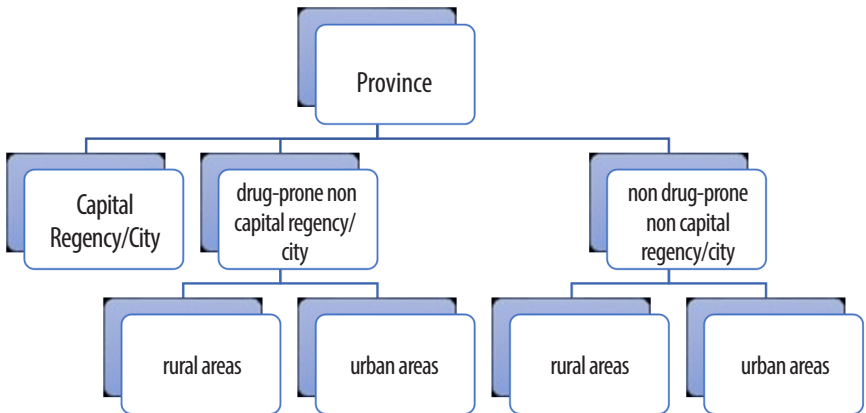 Province
Capital
Regency/City
drug-prone non
capital regency/
city
non drug-prone
non capital
regency/city
rural areas
urban areas
rural areas
urban areas